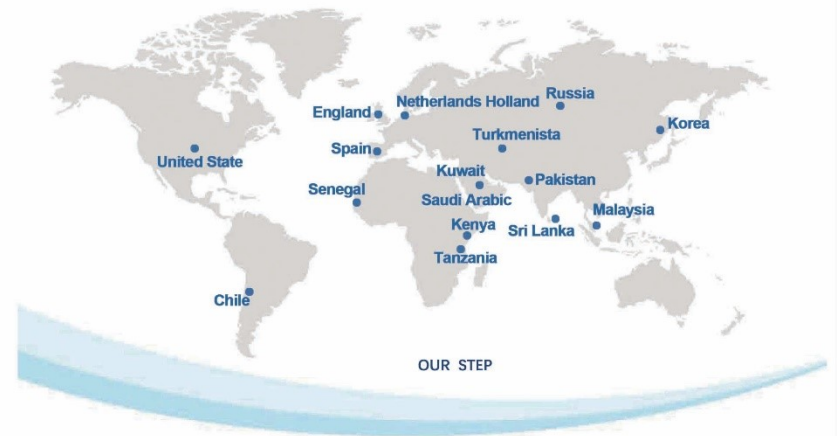 Russia
Netherlands Holland
England
Korea
Turkmenista
Spain
United State
Kuwait
Pakistan
Senegal
Saudi Arabic
Malaysia
Kenya
Sri Lanka
Tanzania
Chile
OUR STEP